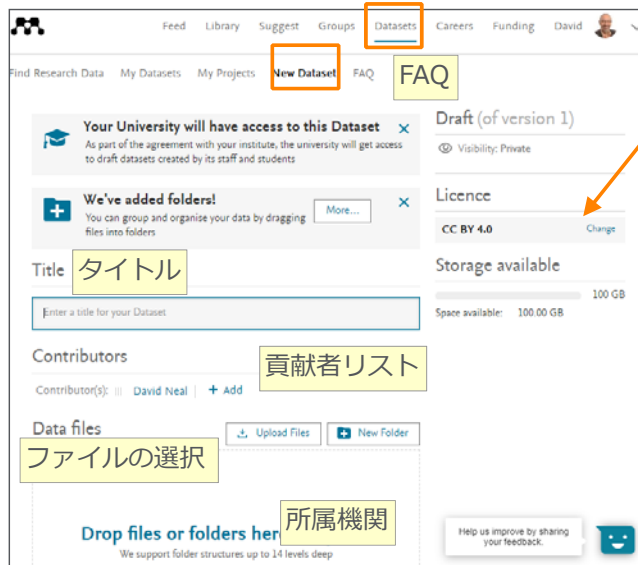 Feed Library Suggest Groups Datasets Careers Funding David
Find Research Data My Datasets My Projects New Dataset FAQ
FAQ
Your University will have access to this Dataset
As part of the agreement with your institute, the university will get access
to draft datasets created by its staff and students
We've added folders!
You can group and organise your data by dragging
files into folders
More...
Title
タイトル
Enter a title for your Dataset
Contributors
貢献者リスト
Contributor(s): David Neal + Add
Data files
Upload Files
New Folder
ファイルの選択
所属機関
Drop files or folders her
We support folder structures up to 14 levels deep
Draft (of version 1)
Visibility: Private
Licence
CC BY 4.0 Change
Storage available
100 GB
Space available: 100.00 GB
Help us improve by sharing
your feedback.